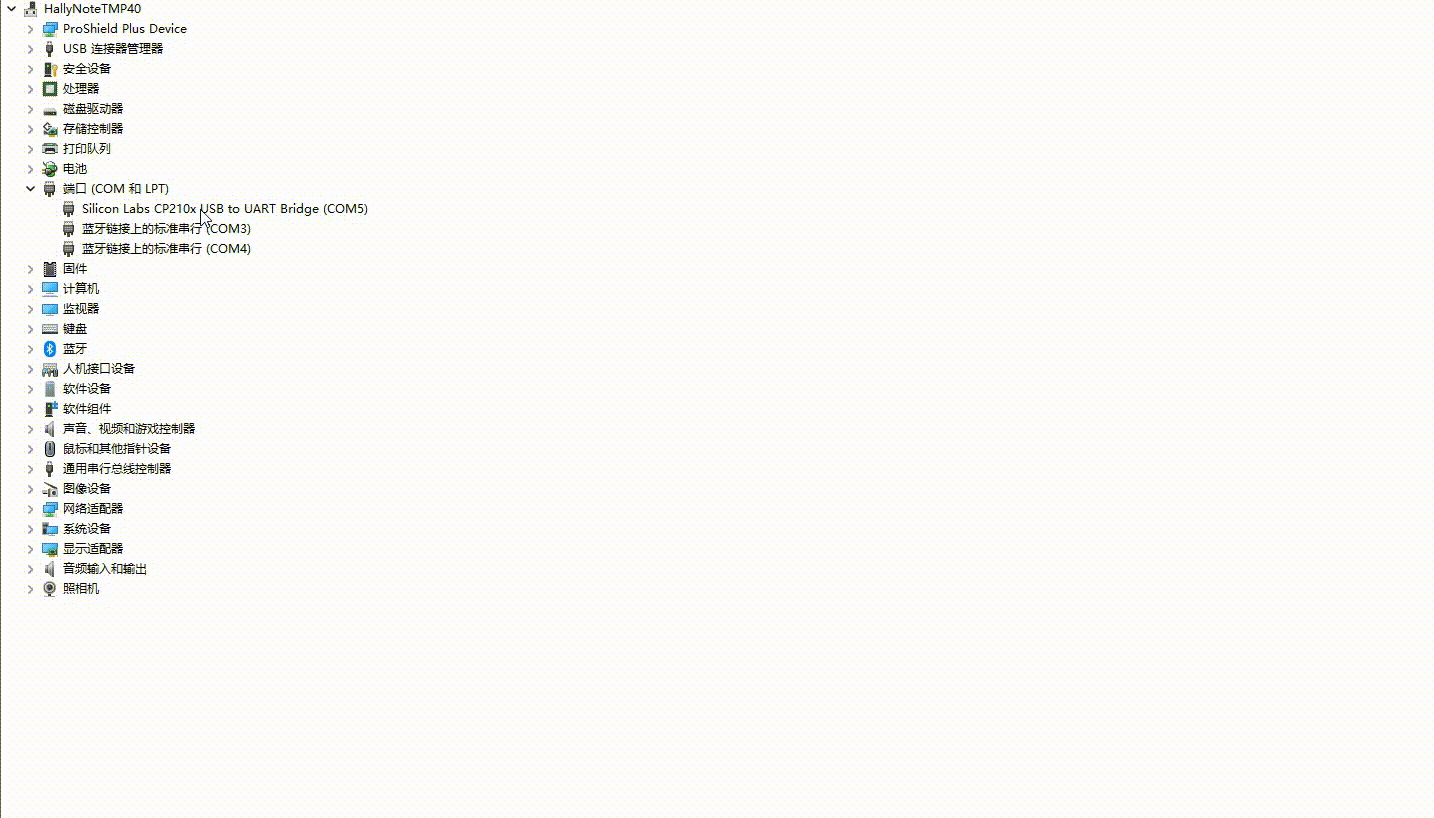 HallyNoteTMP40
ProShield Plus Device
USB 连接器管理器
安全设备
处理器
磁盘驱动器
存储控制器
打印队列
电池
端口 (COM 和 LPT)
Silicon Labs CP210x USB to UART Bridge (COM5)
蓝牙链接上的标准串行 (COM3)
蓝牙链接上的标准串行 (COM4)
固件
计算机
监视器
键盘
蓝牙
人机接口设备
软件设备
软件组件
声音、视频和游戏控制器
鼠标和其他指针设备
通用串行总线控制器
图像设备
网络适配器
系统设备
显示适配器
音频输入和输出
照相机